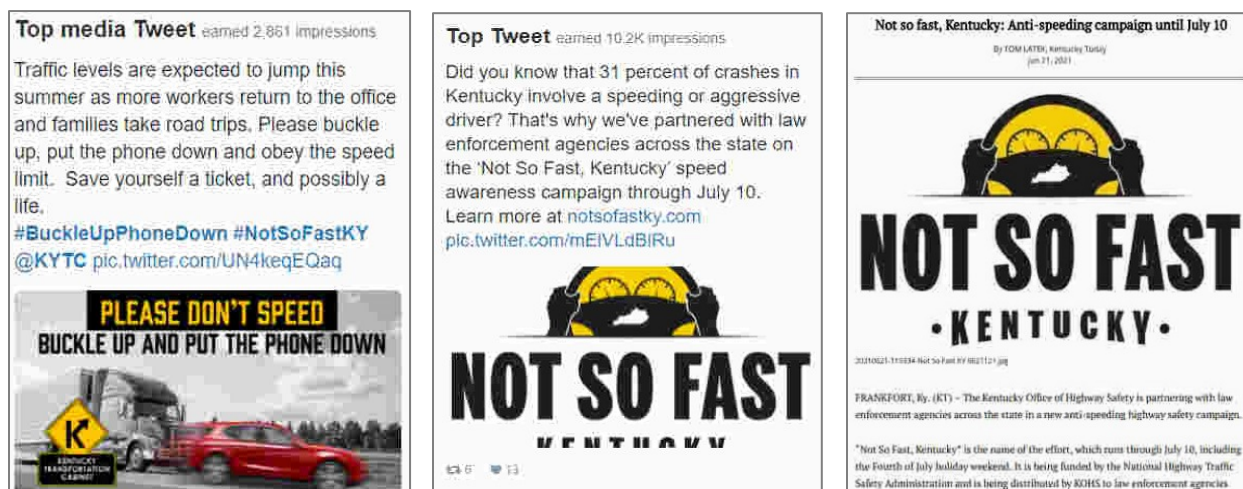 Top media Tweet earned 2,861 impressions
Traffic levels are expected to jump this
summer as more workers return to the office
and families take road trips. Please buckle
up, put the phone down and obey the speed
limit.  Save yourself a ticket, and possibly a
life.
#BuckleUpPhoneDown #NotSoFastKY
@KYTC pic.twitter.com/UN4keqEQaq
PLEASE DON'T SPEED
BUCKLE UP AND PUT THE PHONE DOWN
K
KENTUCKY
TRANSPORTATION
CABINET
Top Tweet earned 10.2K impressions
Did you know that 31 percent of crashes in
Kentucky involve a speeding or aggressive
driver? That's why we've partnered with law
enforcement agencies across the state on
the 'Not So Fast, Kentucky' speed
awareness campaign through July 10.
Learn more at notsofastky.com
pic.twitter.com/mEIVLdBIRu
NOT SO FAST
KENTUCKY
6 13
Not so fast, Kentucky: Anti-speeding campaign until July 10
By TOM LATEK, Kentucky Today
Jun 21, 2021
NOT SO FAST
•KENTUCKY•
FRANKFORT, Ky. (KT) – The Kentucky Office of Highway Safety is partnering with law
enforcement agencies across the state in a new anti-speeding highway safety campaign.
"Not So Fast, Kentucky" is the name of the effort, which runs through July 10, including
the Fourth of July holiday weekend. It is being funded by the National Highway Traffic
Safety Administration and is being distributed by KOHS to law enforcement agencies